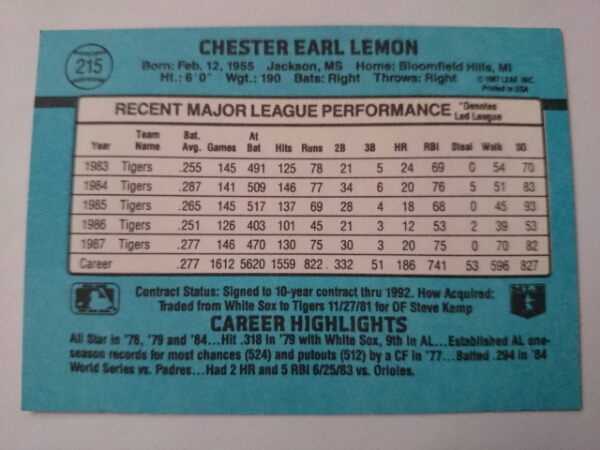 215
CHESTER EARL LEMON
Born: Feb. 12, 1955 Jackson, MS Home: Bloomfield Hills, MI
Ht.: 6'0" Wgt.: 190 Bats: Right Throws: Right
© 1987 LEAF, INC.
Printed in USA
RECENT MAJOR LEAGUE PERFORMANCE *Denotes
Led League
Year Team Name Bat. Avg. Games At Bat Hits Runs 2B 3B HR RBI Steal Walk SO
1983 Tigers .255 145 491 125 78 21 5 24 69 0 54 70
1984 Tigers .287 141 509 146 77 34 6 20 76 5 51 83
1985 Tigers .265 145 517 137 69 28 4 18 68 0 45 93
1986 Tigers .251 126 403 101 45 21 3 12 53 2 39 53
1987 Tigers .277 146 470 130 75 30 3 20 75 0 70 82
Career .277 1612 5620 1559 822 332 51 186 741 53 596 827
Contract Status: Signed to 10-year contract thru 1992. How Acquired:
Traded from White Sox to Tigers 11/27/81 for OF Steve Kemp
CAREER HIGHLIGHTS
All Star in '78, '79 and '84...Hit .318 in '79 with White Sox, 9th in AL...Established AL one-
season records for most chances (524) and putouts (512) by a CF in '77...Batted .294 in '84
World Series vs. Padres...Had 2 HR and 5 RBI 6/25/83 vs. Orioles.